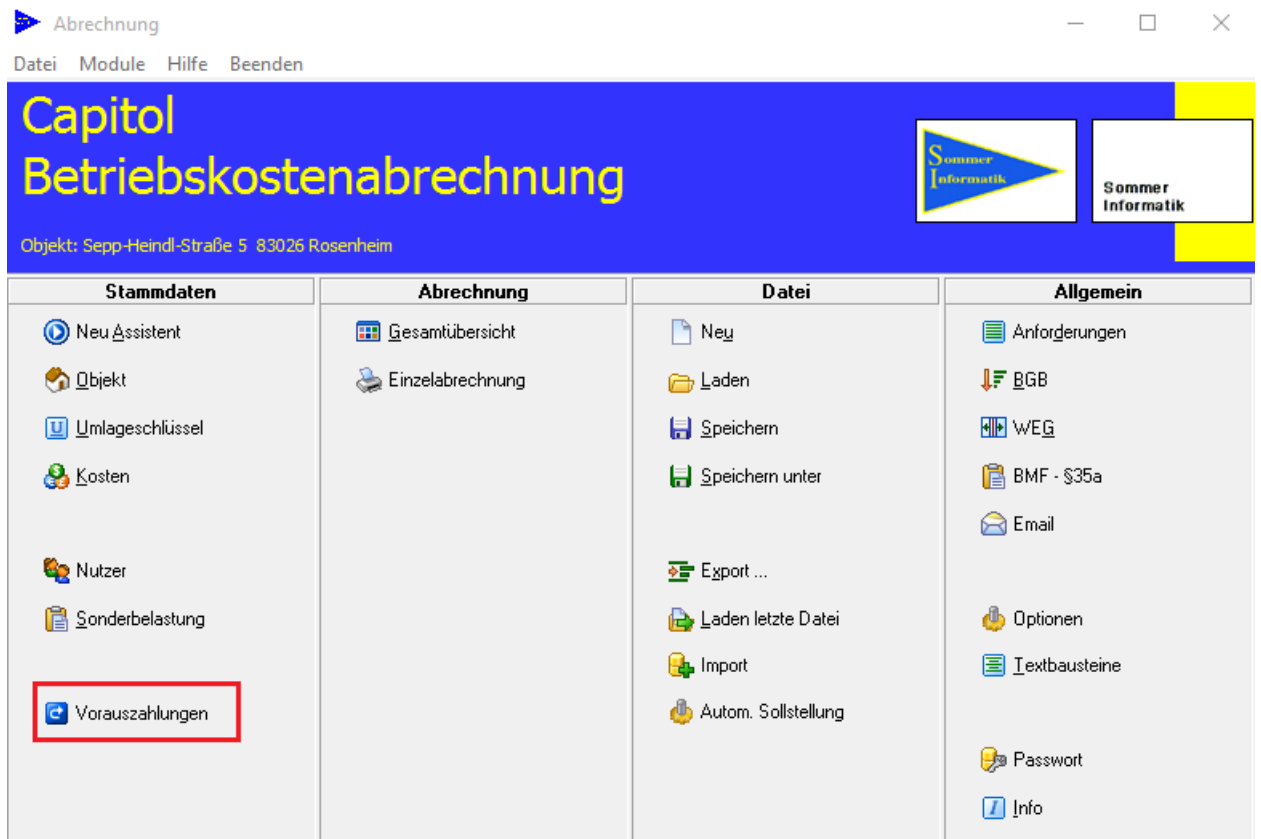 Abrechnung
Datei Module Hilfe Beenden
Capitol
Betriebskostenabrechnung
Sommer
Informatik
Sommer
Informatik
Objekt: Sepp-Heindl-Straße 5 83026 Rosenheim
Stammdaten
Neu Assistent
Objekt
U
Umlageschlüssel
Kosten
Nutzer
Sonderbelastung
Vorauszahlungen
Abrechnung
Gesamtübersicht
Einzelabrechnung
Datei
Neu
Laden
Speichern
Speichern unter
Export ...
Laden letzte Datei
Import
Autom. Sollstellung
Allgemein
Anforderungen
BGB
WEG
BMF - §35a
Email
Optionen
Textbausteine
Passwort
Info